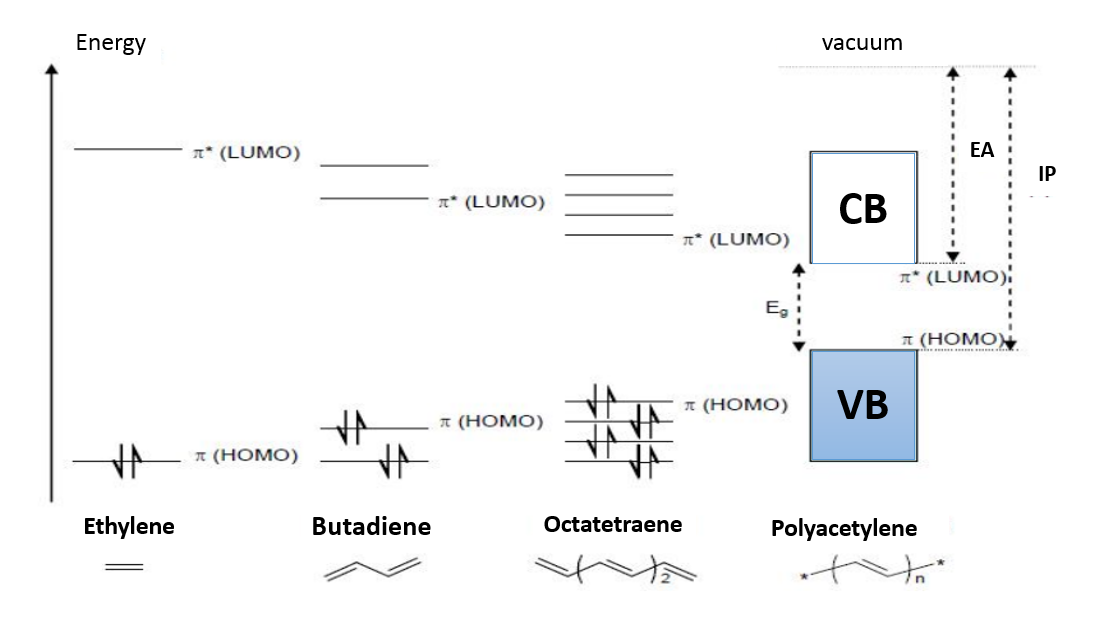 Energy
vacuum
π* (LUMO)
π* (LUMO)
π* (LUMO)
CB
EA
IP
π* (LUMO)
Eg
π (HOMO)
π (HOMO)
π (HOMO)
π (HOMO)
VB
Ethylene
Butadiene
Octatetraene
Polyacetylene
2
* n *